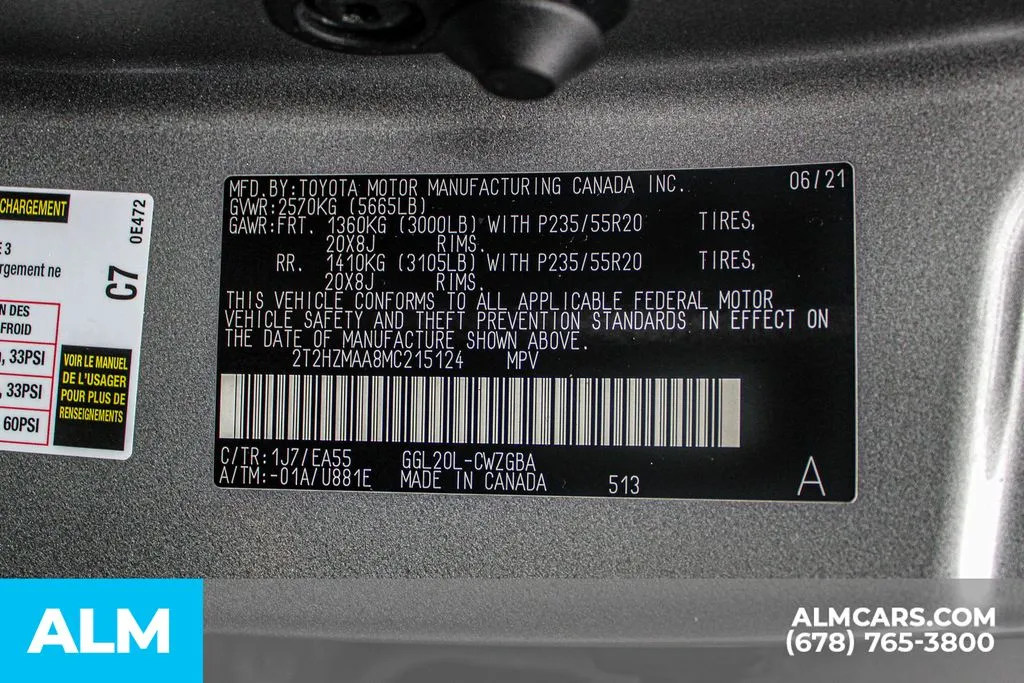 CHARGEMENT
0E472
E 3
rgement ne
C7
N DES
FROID
, 33PSI
, 33PSI
60PSI
VOIR LE MANUEL
DE L'USAGER
POUR PLUS DE
RENSEIGNEMENTS
MFD.BY:TOYOTA MOTOR MANUFACTURING CANADA INC. 06/21
GVWR:2570KG (5665LB)
GAWR:FRT. 1360KG (3000LB) WITH P235/55R20 TIRES,
20X8J RIMS.
RR. 1410KG (3105LB) WITH P235/55R20 TIRES,
20X8J RIMS.
THIS VEHICLE CONFORMS TO ALL APPLICABLE FEDERAL MOTOR
VEHICLE SAFETY AND THEFT PREVENTION STANDARDS IN EFFECT ON
THE DATE OF MANUFACTURE SHOWN ABOVE.
2T2HZMAA8MC215124 MPV
C/TR:1J7/EA55 GGL20L-CWZGBA
A/TM:-01A/U881E MADE IN CANADA 513
A
ALM
ALMCARS.COM
(678) 765-3800